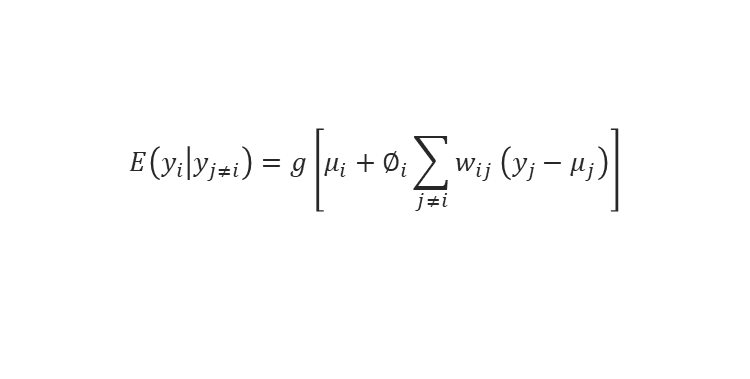 E(y_i|y_{j≠i}) = g[μ_i + ∅_i ∑_{j≠i} w_{ij} (y_j − μ_j)]